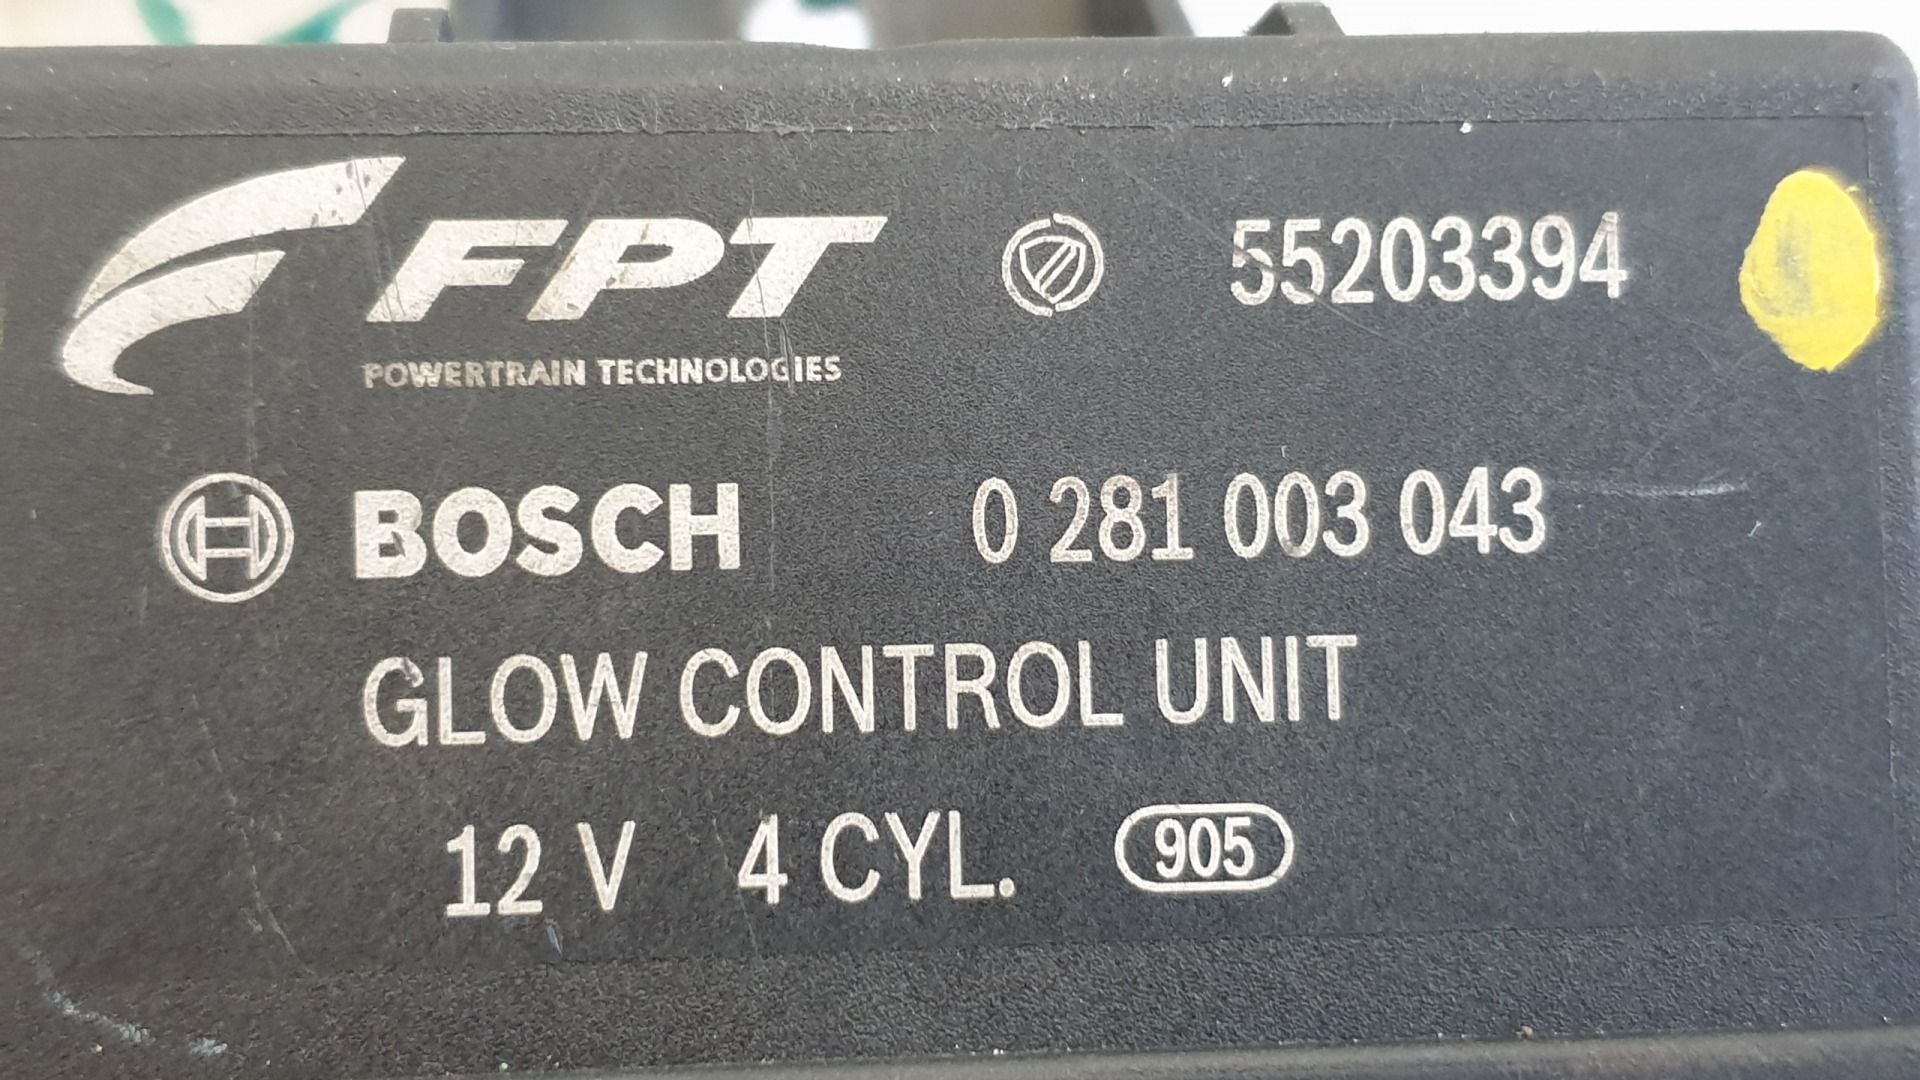 FPT 55203394
POWERTRAIN TECHNOLOGIES
BOSCH 0 281 003 043
GLOW CONTROL UNIT
12 V 4 CYL. 905